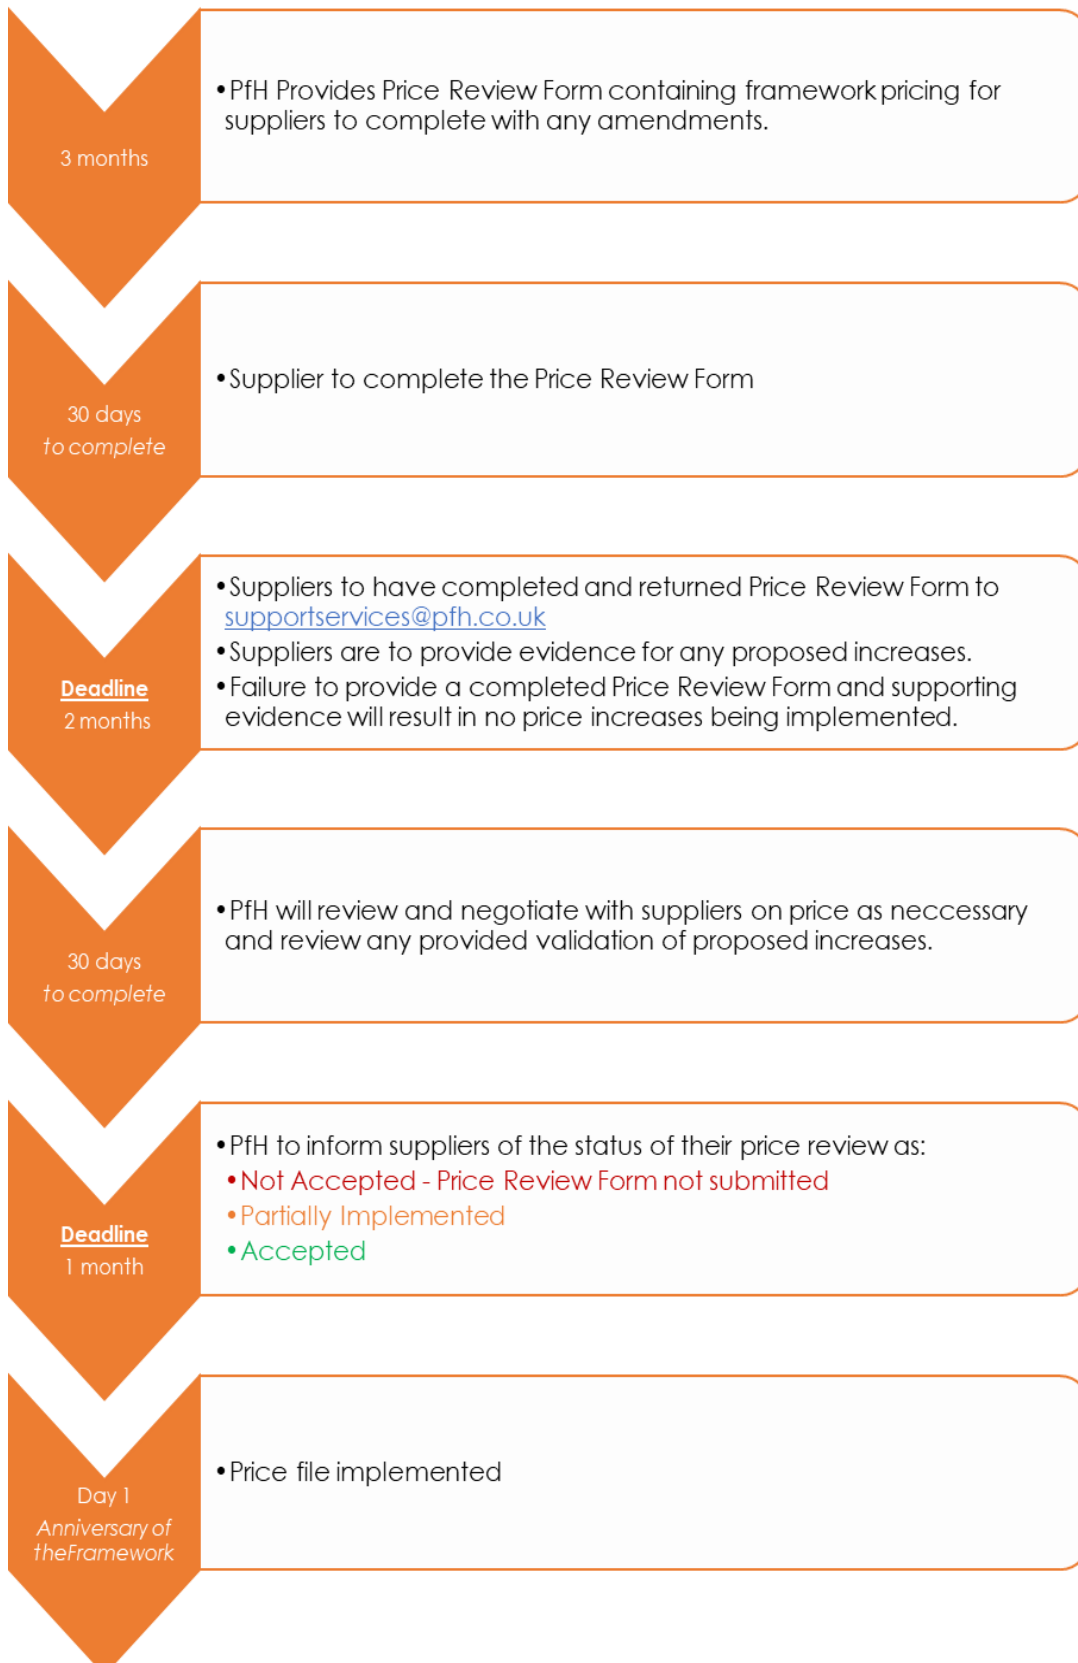 3 months
•PfH Provides Price Review Form containing framework pricing for
suppliers to complete with any amendments.
30 days
to complete
•Supplier to complete the Price Review Form
Deadline
2 months
•Suppliers to have completed and returned Price Review Form to
supportservices@pfh.co.uk
•Suppliers are to provide evidence for any proposed increases.
•Failure to provide a completed Price Review Form and supporting
evidence will result in no price increases being implemented.
30 days
to complete
•PfH will review and negotiate with suppliers on price as neccessary
and review any provided validation of proposed increases.
Deadline
1 month
•PfH to inform suppliers of the status of their price review as:
•Not Accepted - Price Review Form not submitted
•Partially Implemented
•Accepted
Day 1
Anniversary of
theFramework
•Price file implemented